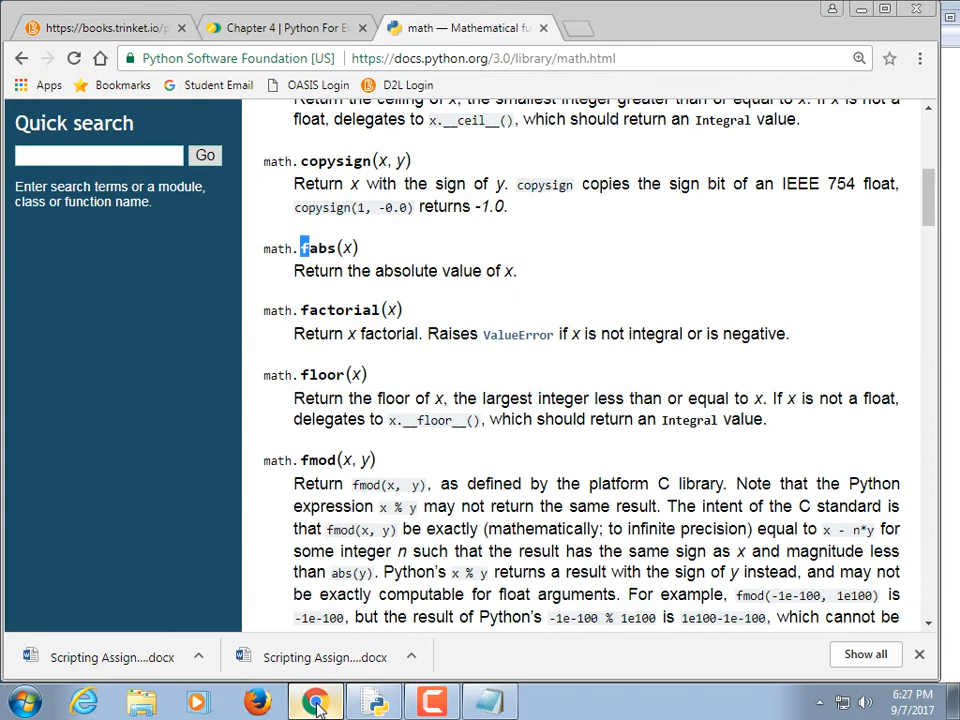 https://books.trinket.io/p
Chapter 4 | Python For E
math — Mathematical fu
Python Software Foundation [US]
https://docs.python.org/3.0/library/math.html
Apps
Bookmarks
Student Email
OASIS Login
D2L Login
Quick search
Go
Enter search terms or a module,
class or function name.
Return the ceiling of x, the smallest integer greater than or equal to x. If x is not a
float, delegates to x.__ceil__(), which should return an Integral value.
math.copysign(x, y)
Return x with the sign of y. copysign copies the sign bit of an IEEE 754 float,
copysign(1, -0.0) returns -1.0.
math.fabs(x)
Return the absolute value of x.
math.factorial(x)
Return x factorial. Raises ValueError if x is not integral or is negative.
math.floor(x)
Return the floor of x, the largest integer less than or equal to x. If x is not a float,
delegates to x.__floor__(), which should return an Integral value.
math.fmod(x, y)
Return fmod(x, y), as defined by the platform C library. Note that the Python
expression x % y may not return the same result. The intent of the C standard is
that fmod(x, y) be exactly (mathematically; to infinite precision) equal to x - n*y for
some integer n such that the result has the same sign as x and magnitude less
than abs(y). Python's x % y returns a result with the sign of y instead, and may not
be exactly computable for float arguments. For example, fmod(-1e-100, 1e100) is
-1e-100, but the result of Python's -1e-100 % 1e100 is 1e100-1e-100, which cannot be
Scripting Assign....docx
Scripting Assign....docx
Show all
6:27 PM
9/7/2017